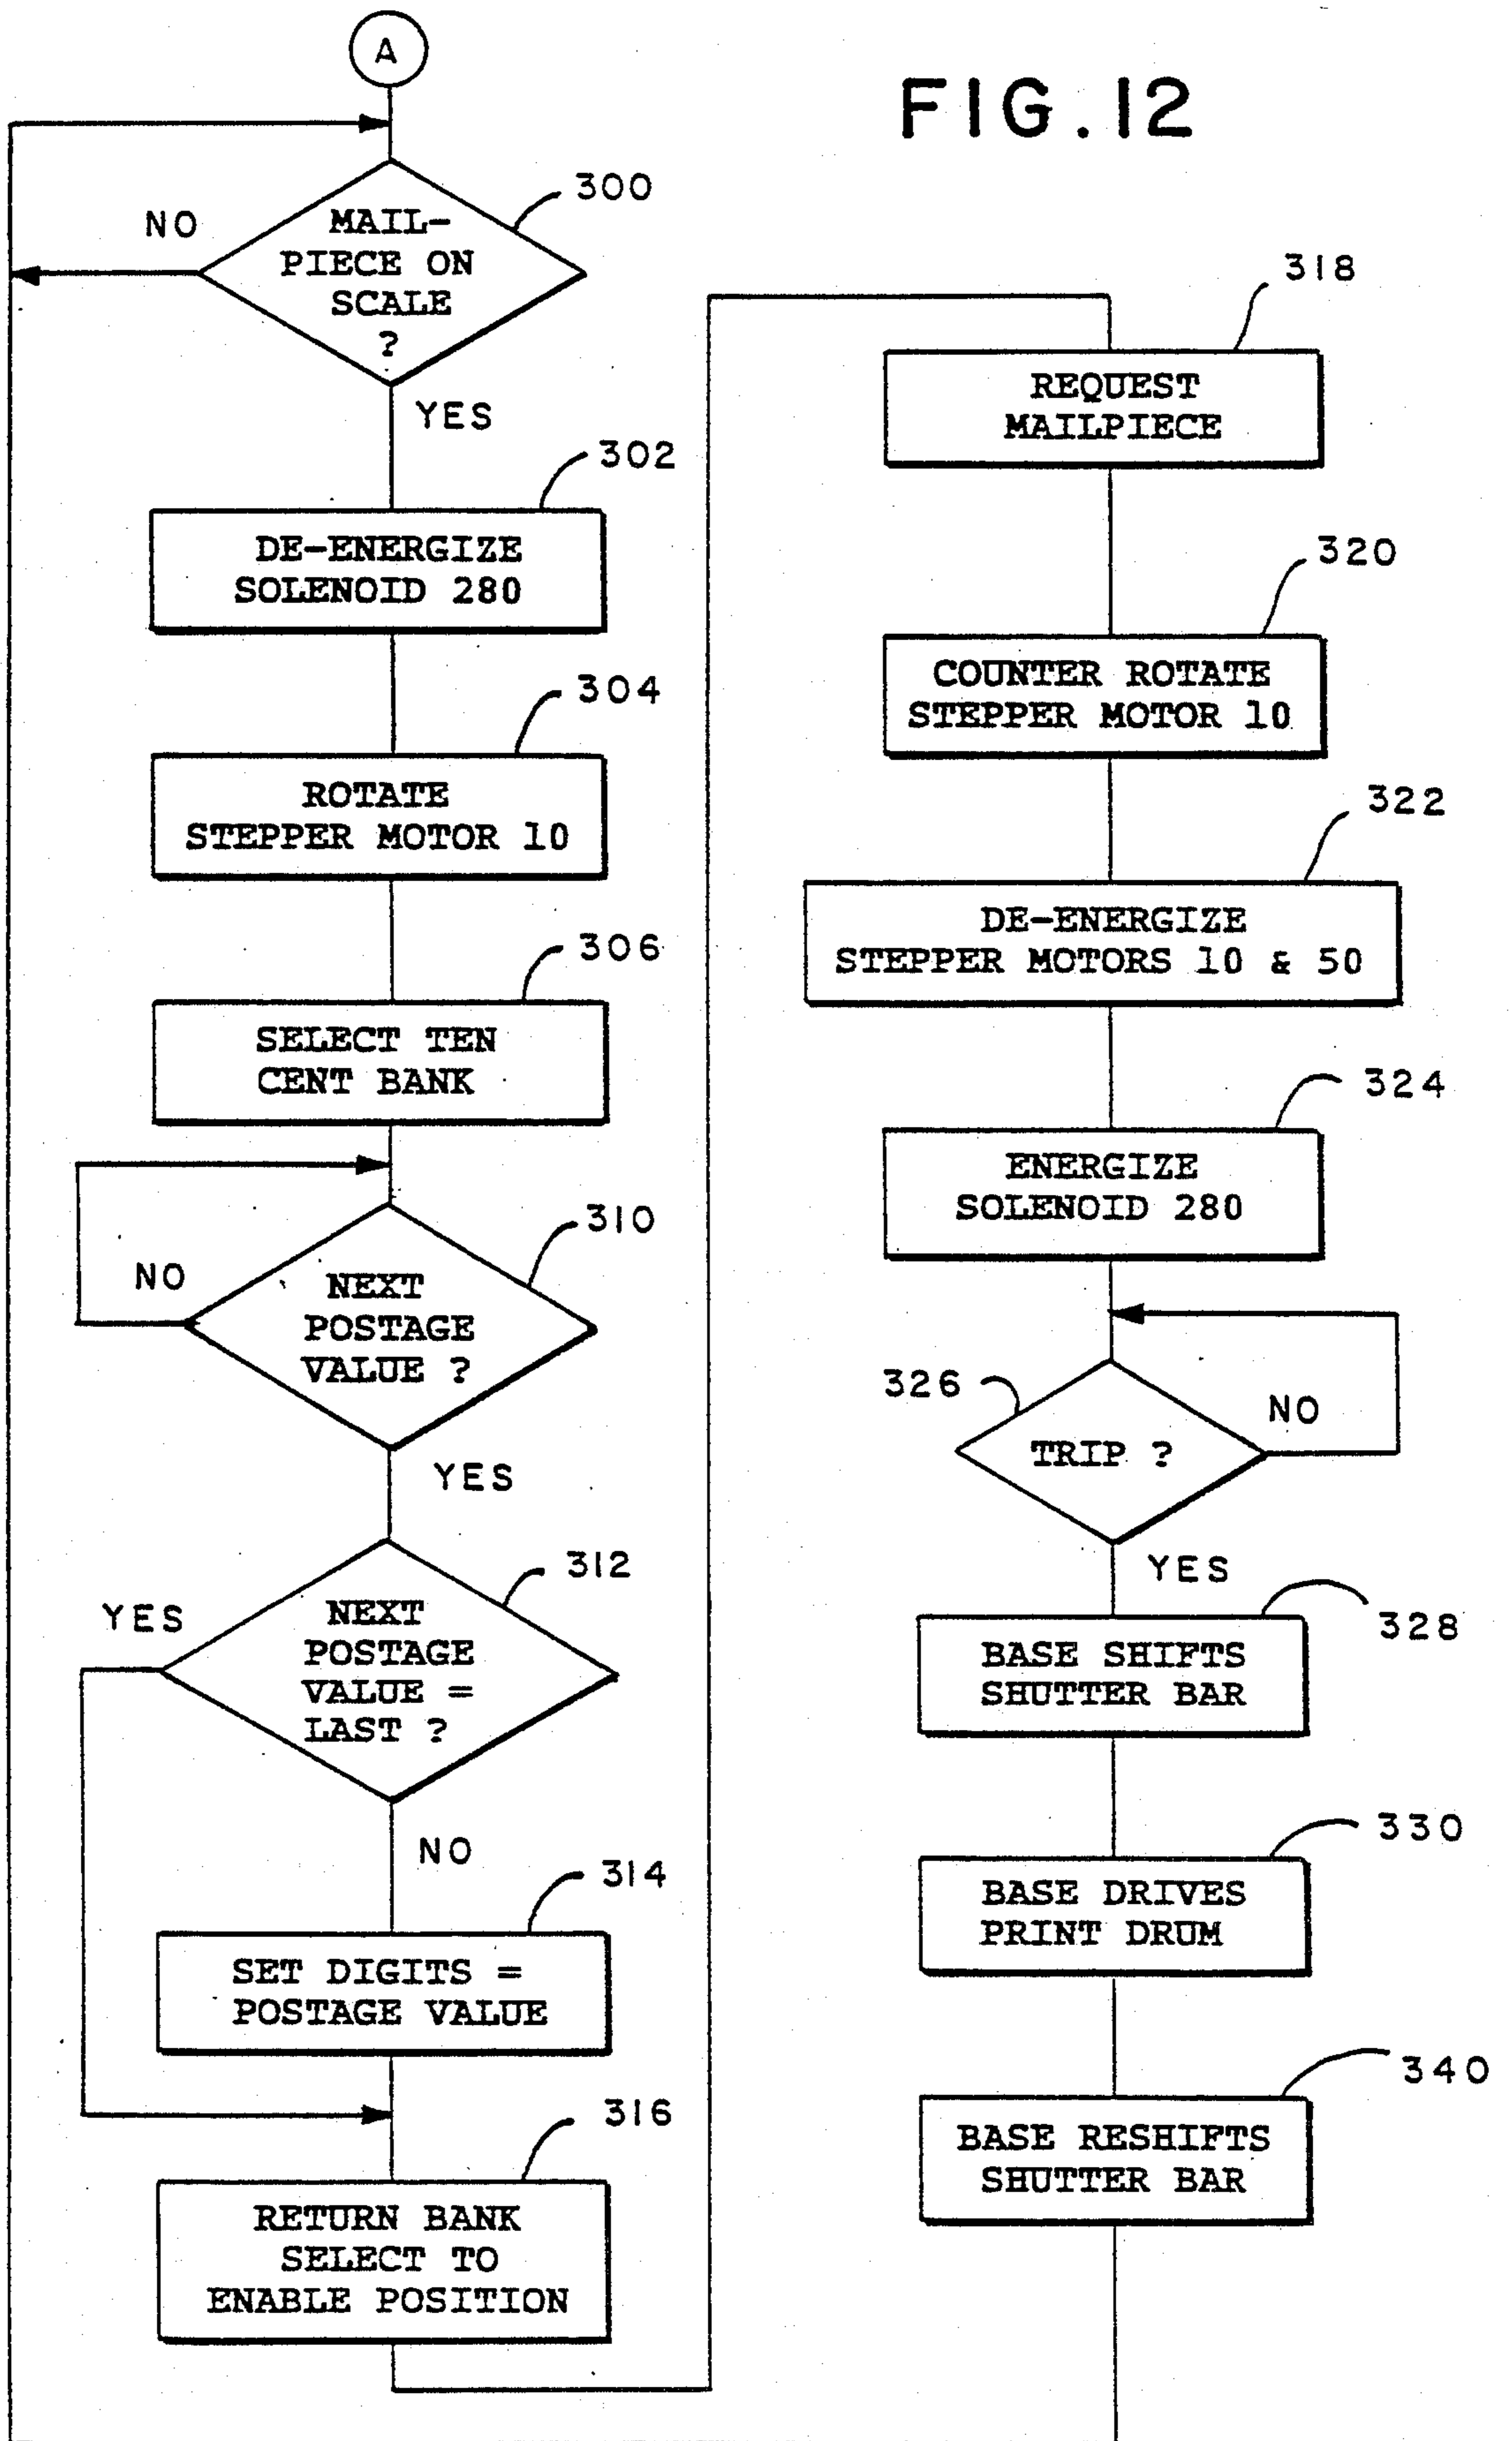 A
FIG.12
300
NO
MAIL-
PIECE ON
SCALE
?
YES
302
DE-ENERGIZE
SOLENOID 280
304
ROTATE
STEPPER MOTOR 10
306
SELECT TEN
CENT BANK
310
NO
NEXT
POSTAGE
VALUE ?
YES
312
YES
NEXT
POSTAGE
VALUE =
LAST ?
NO
314
SET DIGITS =
POSTAGE VALUE
316
RETURN BANK
SELECT TO
ENABLE POSITION
318
REQUEST
MAILPIECE
320
COUNTER ROTATE
STEPPER MOTOR 10
322
DE-ENERGIZE
STEPPER MOTORS 10 & 50
324
ENERGIZE
SOLENOID 280
326
NO
TRIP ?
YES
328
BASE SHIFTS
SHUTTER BAR
330
BASE DRIVES
PRINT DRUM
340
BASE RESHIFTS
SHUTTER BAR